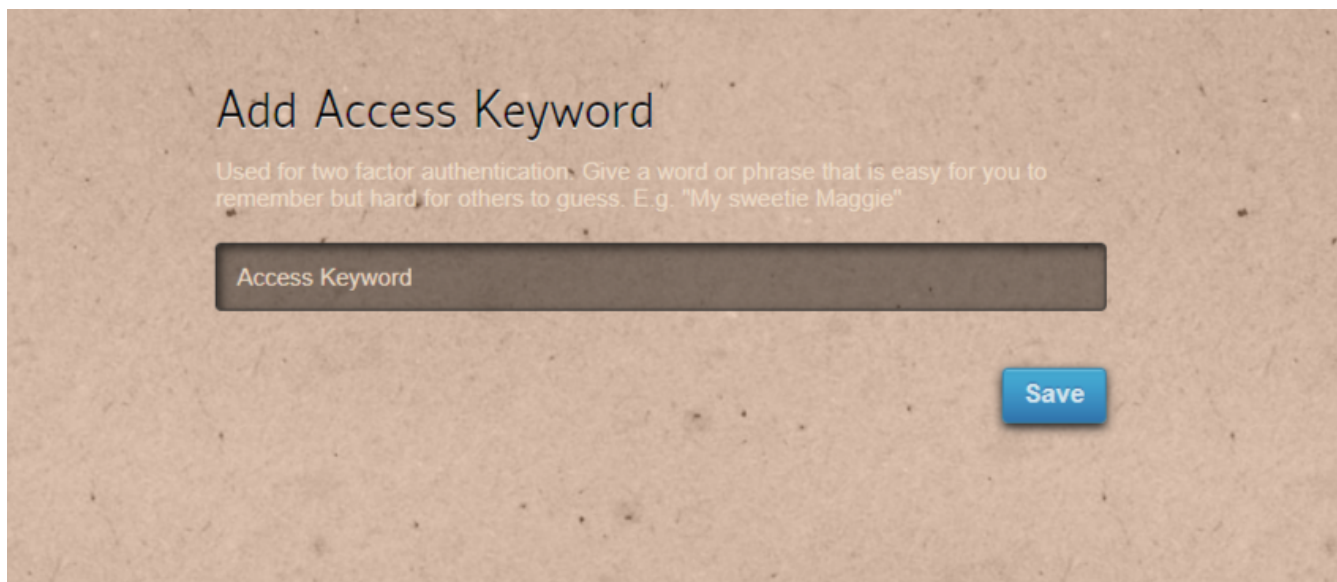 Add Access Keyword
Used for two factor authentication. Give a word or phrase that is easy for you to
remember but hard for others to guess. E.g. "My sweetie Maggie"
Access Keyword
Save